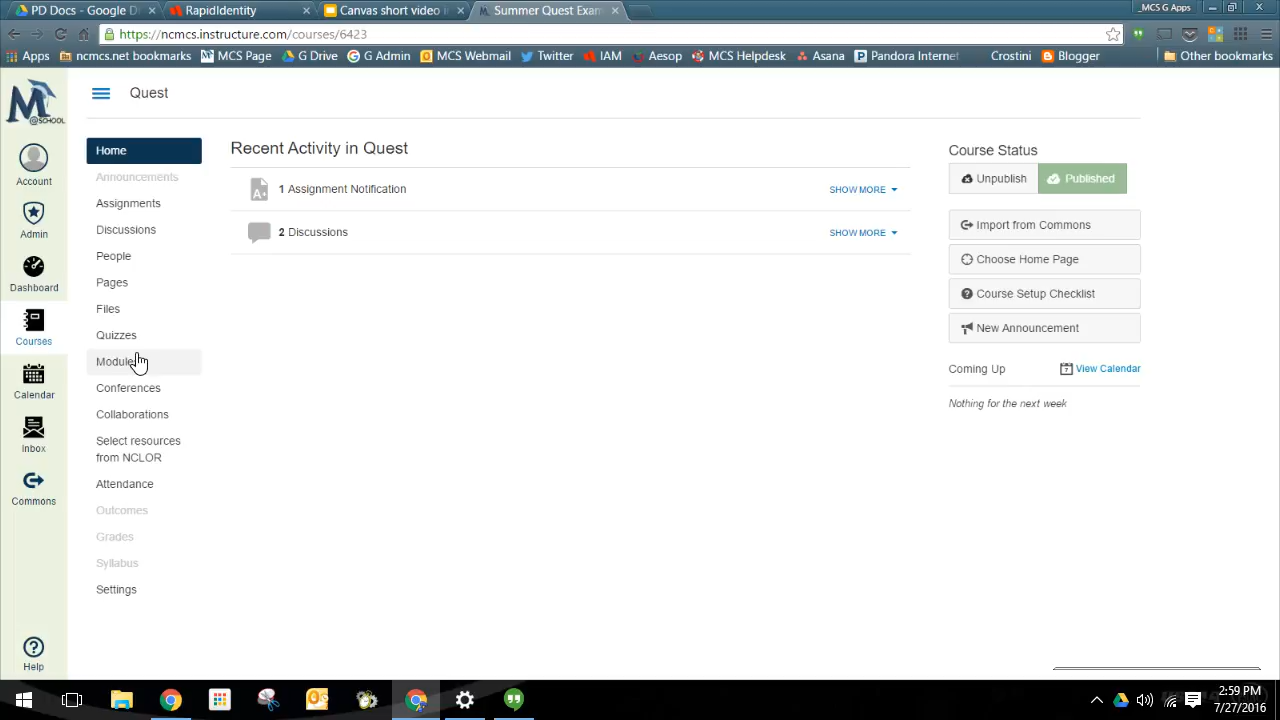 PD Docs - Google D
RapidIdentity
Canvas short video i
Summer Quest Exam
_MCS G Apps
https://ncmcs.instructure.com/courses/6423
Apps
ncmcs.net bookmarks
MCS Page
G Drive
G Admin
MCS Webmail
Twitter
IAM
Aesop
MCS Helpdesk
Asana
Pandora Internet
Crostini
Blogger
Other bookmarks
M
@SCHOOL
Account
Admin
Dashboard
Courses
Calendar
Inbox
Commons
Help
Quest
Home
Announcements
Assignments
Discussions
People
Pages
Files
Quizzes
Module
Conferences
Collaborations
Select resources
from NCLOR
Attendance
Outcomes
Grades
Syllabus
Settings
Recent Activity in Quest
A+
1 Assignment Notification
SHOW MORE
2 Discussions
SHOW MORE
Course Status
Unpublish
Published
Import from Commons
Choose Home Page
Course Setup Checklist
New Announcement
Coming Up
View Calendar
Nothing for the next week
2:59 PM
7/27/2016